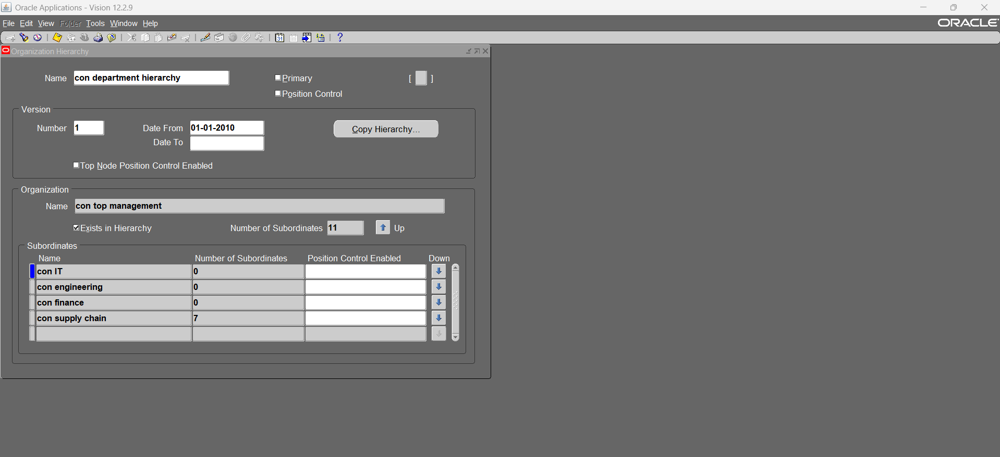 Oracle Applications - Vision 12.2.9
File Edit View Folder Tools Window Help
ORACLE
31 ?
Organization Hierarchy
Name con department hierarchy Primary [ ]
Position Control
Version
Number 1 Date From 01-01-2010 Copy Hierarchy...
Date To
Top Node Position Control Enabled
Organization
Name con top management
Exists in Hierarchy Number of Subordinates 11 Up
Subordinates
Name Number of Subordinates Position Control Enabled Down
con IT 0
con engineering 0
con finance 0
con supply chain 7